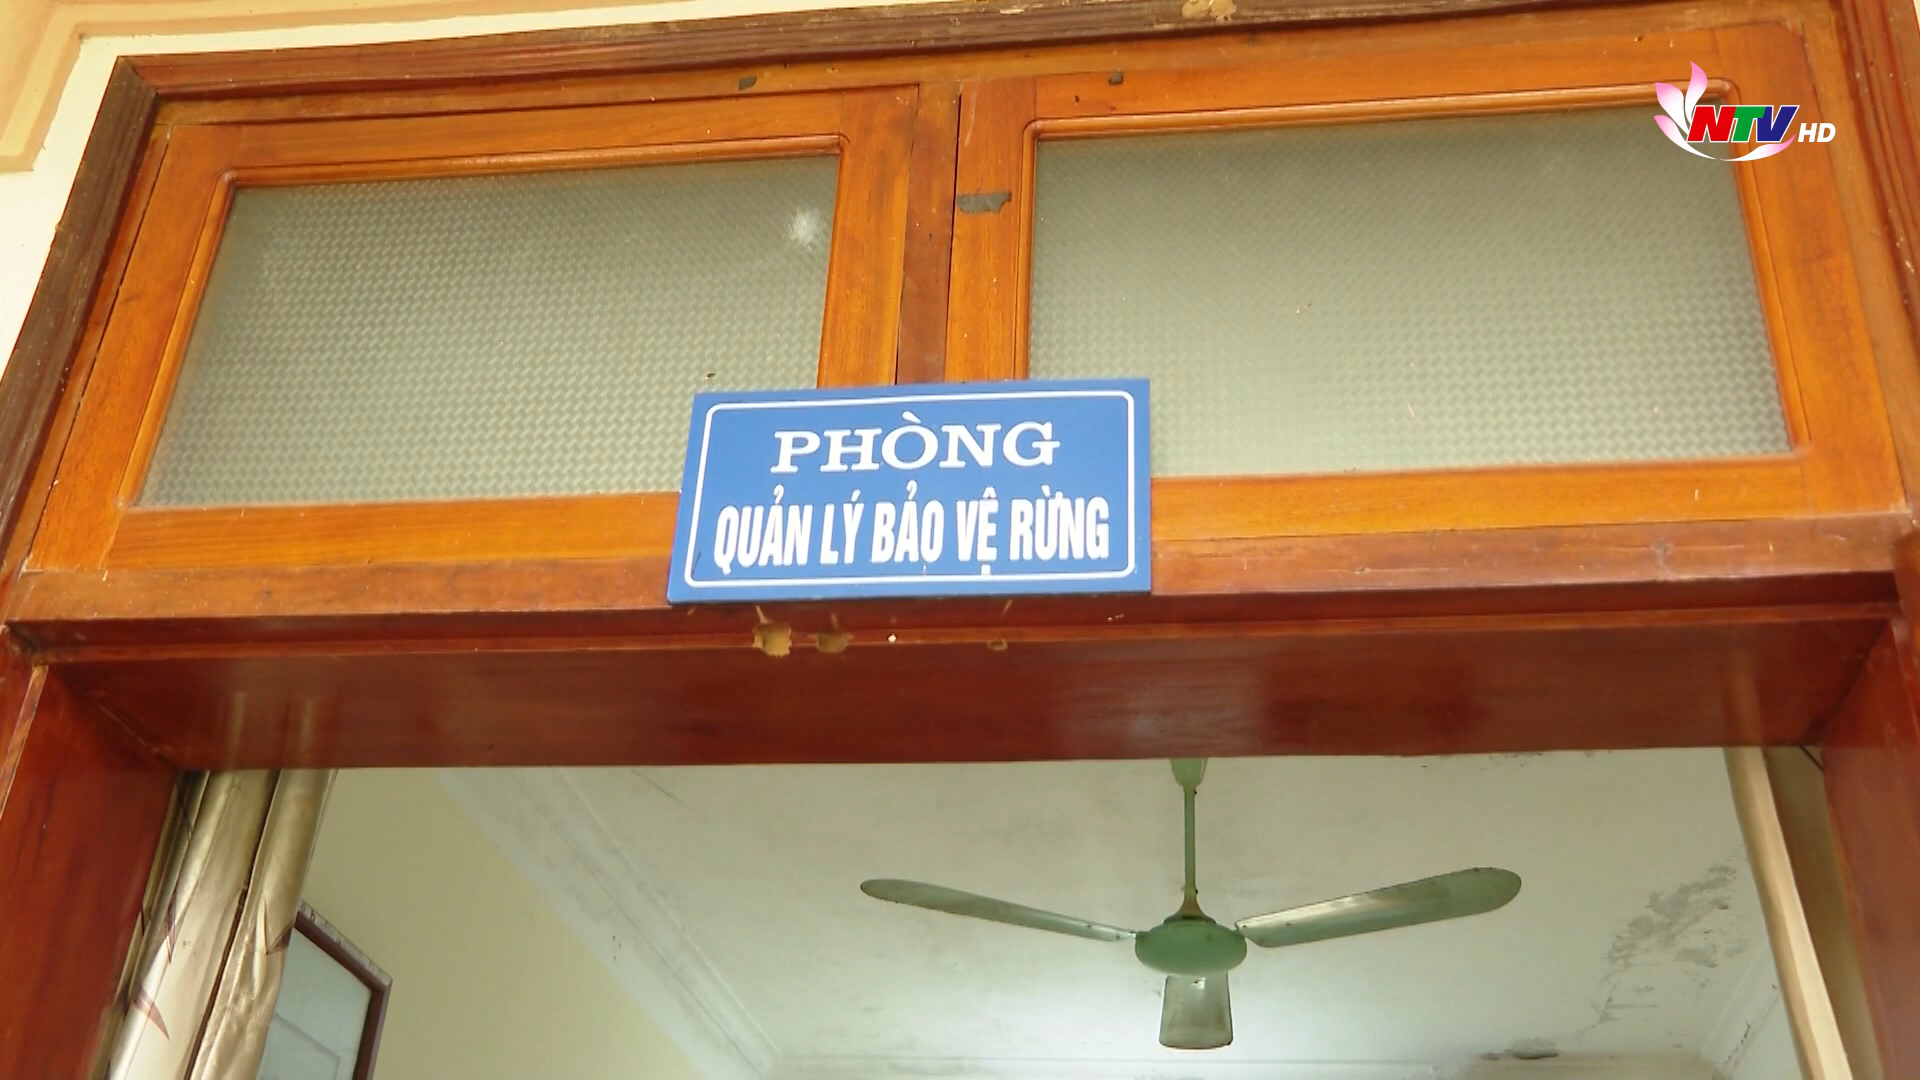 NTV HD
PHÒNG
QUẢN LÝ BẢO VỆ RỪNG